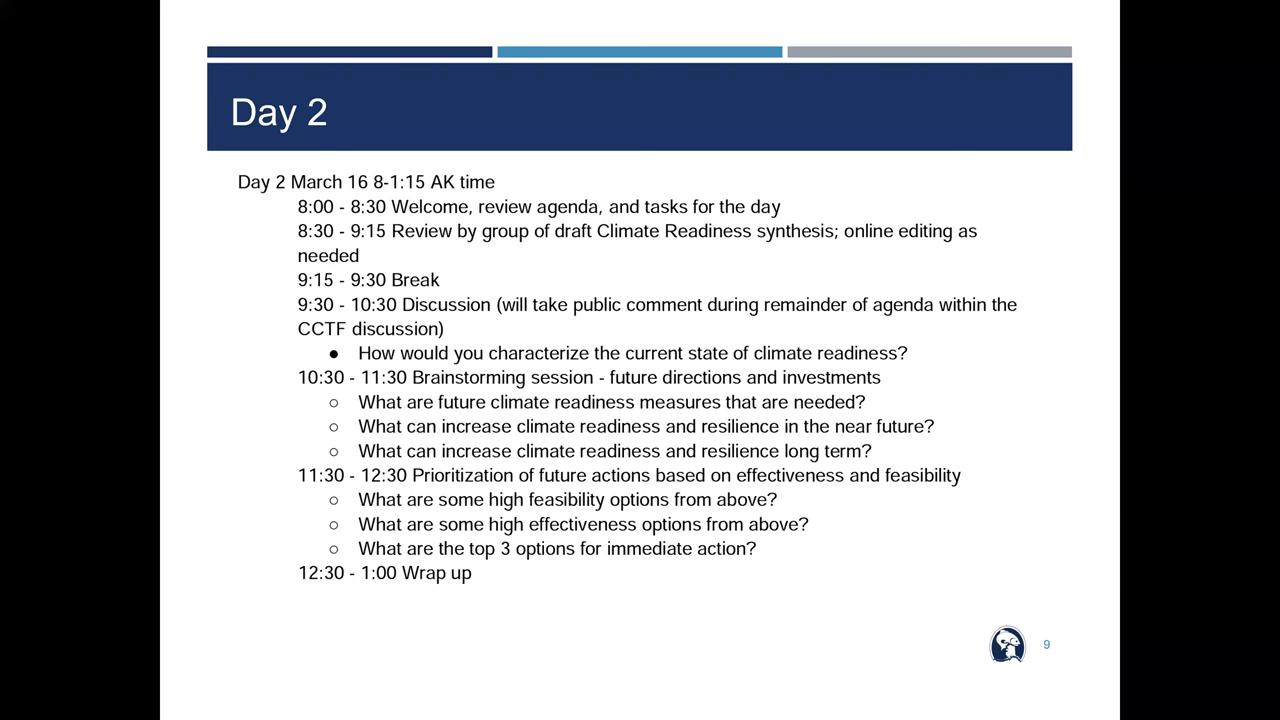 Day 2
Day 2 March 16 8-1:15 AK time
8:00 - 8:30 Welcome, review agenda, and tasks for the day
8:30 - 9:15 Review by group of draft Climate Readiness synthesis; online editing as
needed
9:15 - 9:30 Break
9:30 - 10:30 Discussion (will take public comment during remainder of agenda within the
CCTF discussion)
● How would you characterize the current state of climate readiness?
10:30 - 11:30 Brainstorming session - future directions and investments
○ What are future climate readiness measures that are needed?
○ What can increase climate readiness and resilience in the near future?
○ What can increase climate readiness and resilience long term?
11:30 - 12:30 Prioritization of future actions based on effectiveness and feasibility
○ What are some high feasibility options from above?
○ What are some high effectiveness options from above?
○ What are the top 3 options for immediate action?
12:30 - 1:00 Wrap up
9